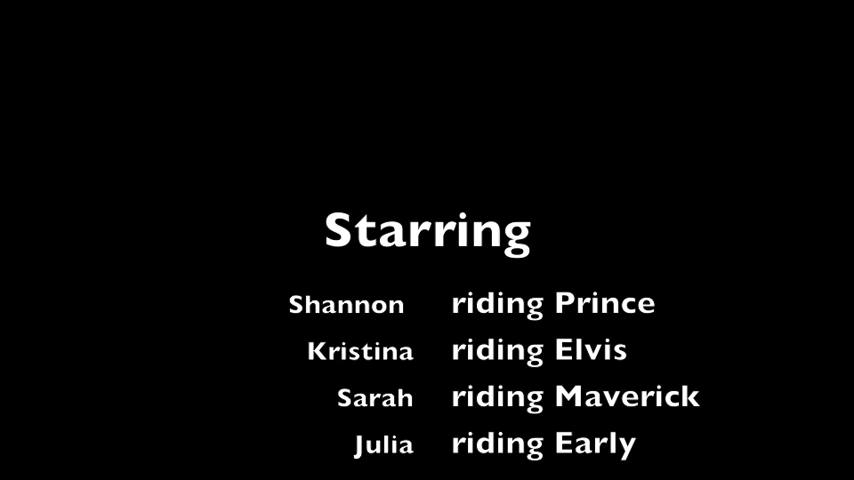 Starring
Shannon riding Prince
Kristina riding Elvis
Sarah riding Maverick
Julia riding Early